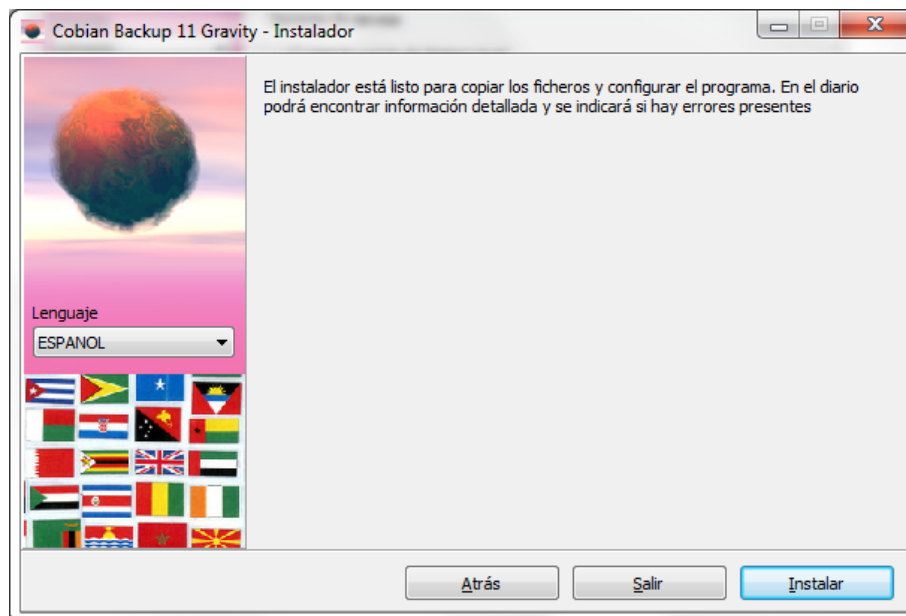 Cobian Backup 11 Gravity - Instalador
El instalador está listo para copiar los ficheros y configurar el programa. En el diario
podrá encontrar información detallada y se indicará si hay errores presentes
Lenguaje
ESPANOL
Atrás
Salir
Instalar